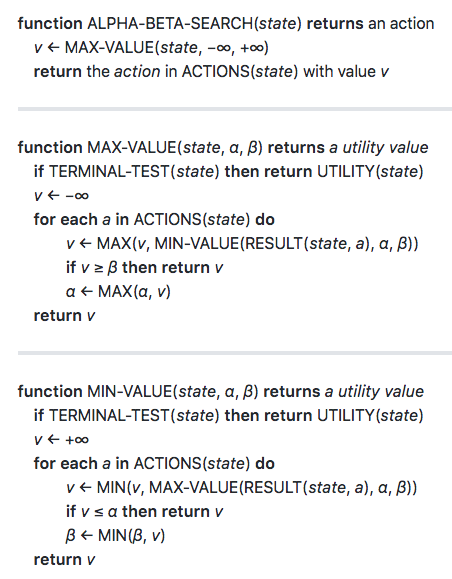 function ALPHA-BETA-SEARCH(state) returns an action
v ← MAX-VALUE(state, −∞, +∞)
return the action in ACTIONS(state) with value v
function MAX-VALUE(state, α, β) returns a utility value
if TERMINAL-TEST(state) then return UTILITY(state)
v ← −∞
for each a in ACTIONS(state) do
v ← MAX(v, MIN-VALUE(RESULT(state, a), α, β))
if v ≥ β then return v
α ← MAX(α, v)
return v
function MIN-VALUE(state, α, β) returns a utility value
if TERMINAL-TEST(state) then return UTILITY(state)
v ← +∞
for each a in ACTIONS(state) do
v ← MIN(v, MAX-VALUE(RESULT(state, a), α, β))
if v ≤ α then return v
β ← MIN(β, v)
return v